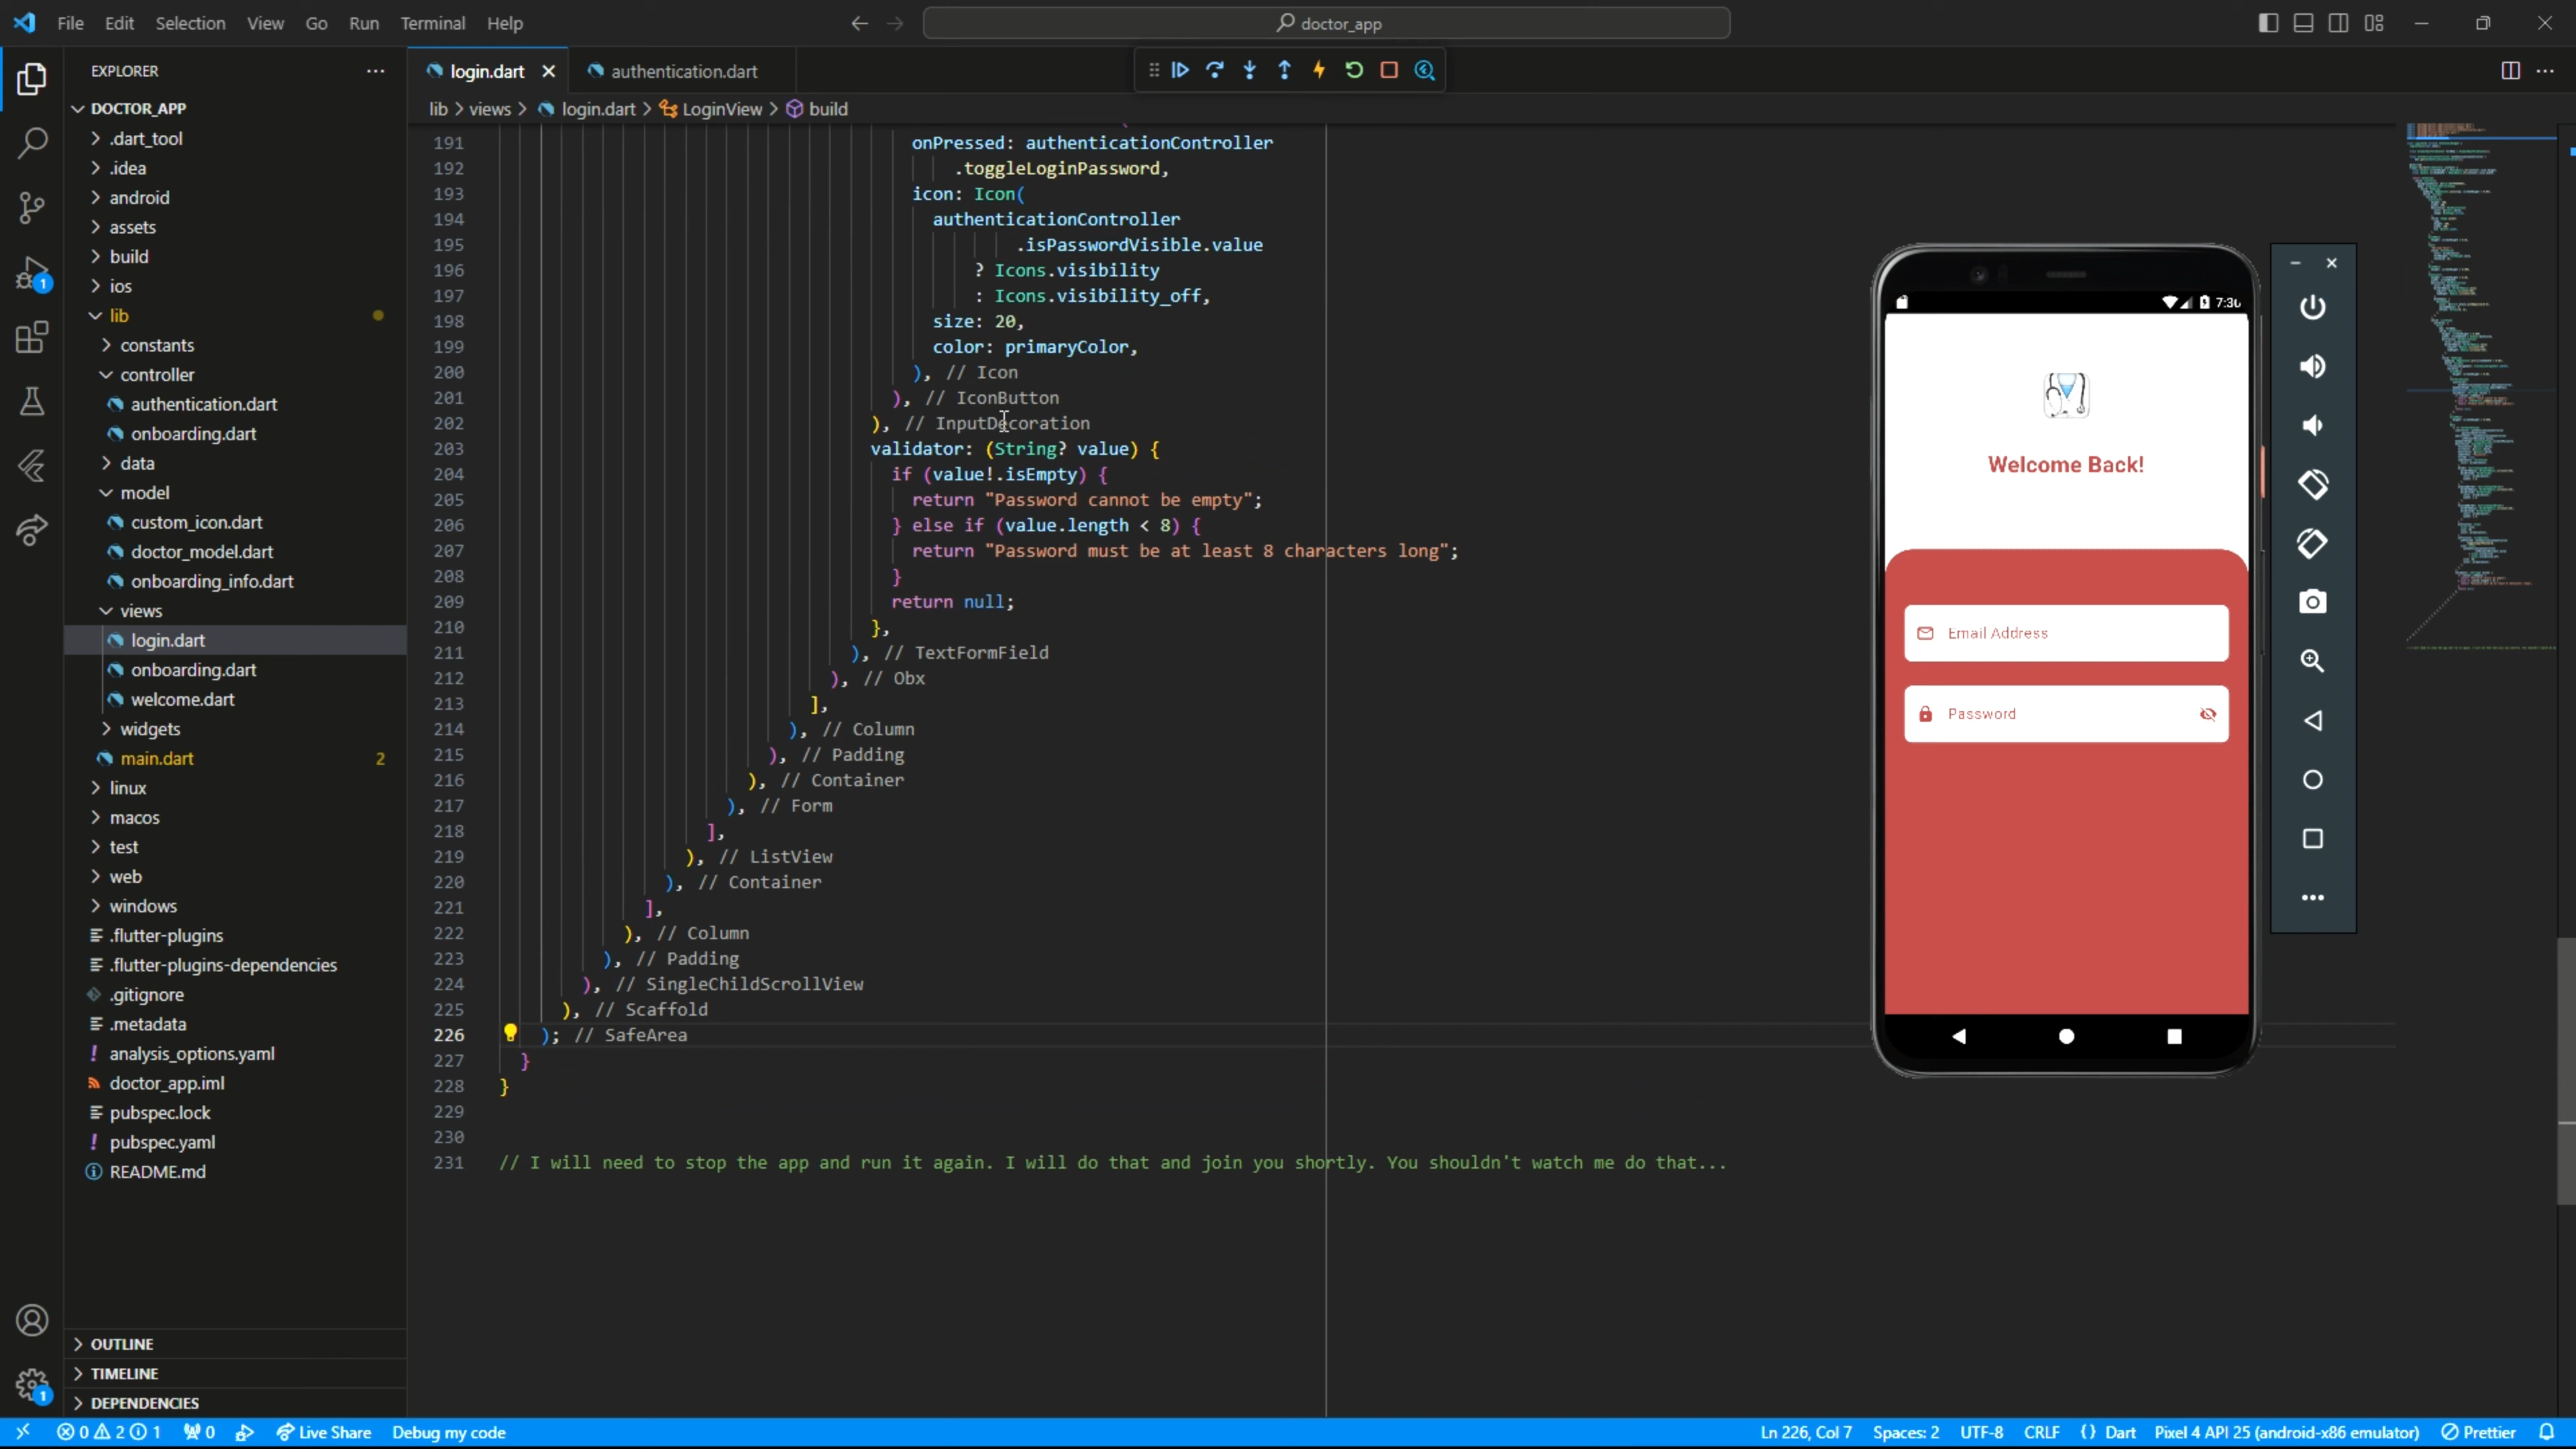 File Edit Selection View Go Run Terminal Help
doctor_app
EXPLORER
DOCTOR_APP
.dart_tool
.idea
android
assets
build
ios
lib
constants
controller
authentication.dart
onboarding.dart
data
model
custom_icon.dart
doctor_model.dart
onboarding_info.dart
views
login.dart
onboarding.dart
welcome.dart
widgets
main.dart 2
linux
macos
test
web
windows
.flutter-plugins
.flutter-plugins-dependencies
.gitignore
.metadata
analysis_options.yaml
doctor_app.iml
pubspec.lock
pubspec.yaml
README.md
OUTLINE
TIMELINE
DEPENDENCIES
1
1
login.dart authentication.dart
lib > views > login.dart > LoginView > build
191 onPressed: authenticationController
192 .toggleLoginPassword,
193 icon: Icon(
194 authenticationController
195 .isPasswordVisible.value
196 ? Icons.visibility
197 : Icons.visibility_off,
198 size: 20,
199 color: primaryColor,
200 ), // Icon
201 ), // IconButton
202 ), // InputDecoration
203 validator: (String? value) {
204 if (value!.isEmpty) {
205 return "Password cannot be empty";
206 } else if (value.length < 8) {
207 return "Password must be at least 8 characters long";
208 }
209 return null;
210 },
211 ), // TextFormField
212 ), // Obx
213 ],
214 ), // Column
215 ), // Padding
216 ), // Container
217 ), // Form
218 ],
219 ), // ListView
220 ), // Container
221 ],
222 ), // Column
223 ), // Padding
224 ), // SingleChildScrollView
225 ), // Scaffold
226 ); // SafeArea
227 }
228 }
229
230
231 // I will need to stop the app and run it again. I will do that and join you shortly. You shouldn't watch me do that...
Welcome Back!
Email Address
Password
0 2 1 0 Live Share Debug my code
Ln 226, Col 7 Spaces: 2 UTF-8 CRLF {} Dart Pixel 4 API 25 (android-x86 emulator) Prettier